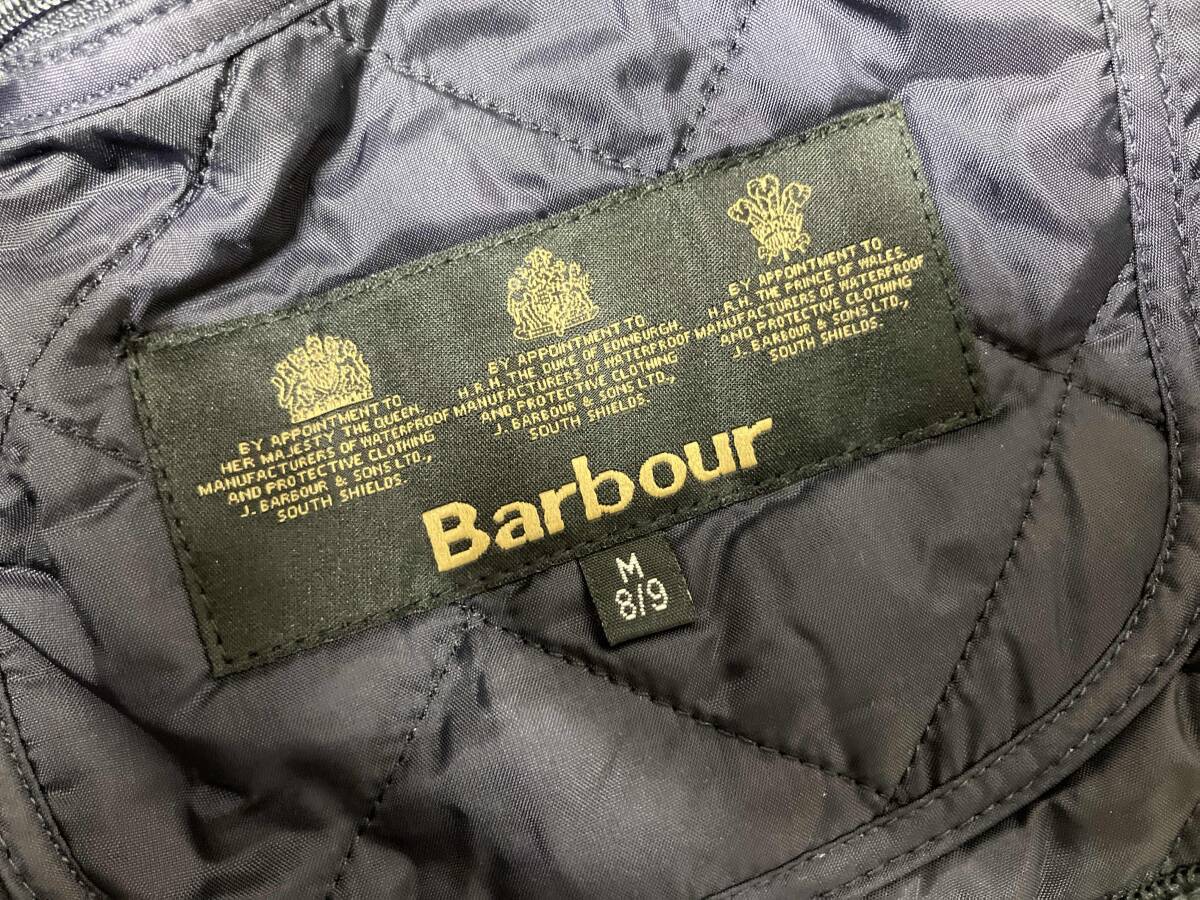 BY APPOINTMENT TO
HER MAJESTY THE QUEEN.
MANUFACTURERS OF WATERPROOF
AND PROTECTIVE CLOTHING
J. BARBOUR & SONS LTD.,
SOUTH SHIELDS.
BY APPOINTMENT TO
H.R.H. THE DUKE OF EDINBURGH.
MANUFACTURERS OF WATERPROOF
AND PROTECTIVE CLOTHING
J. BARBOUR & SONS LTD.,
SOUTH SHIELDS.
BY APPOINTMENT TO
H.R.H. THE PRINCE OF WALES.
MANUFACTURERS OF WATERPROOF
AND PROTECTIVE CLOTHING
J. BARBOUR & SONS LTD.,
SOUTH SHIELDS.
Barbour
M
8/9